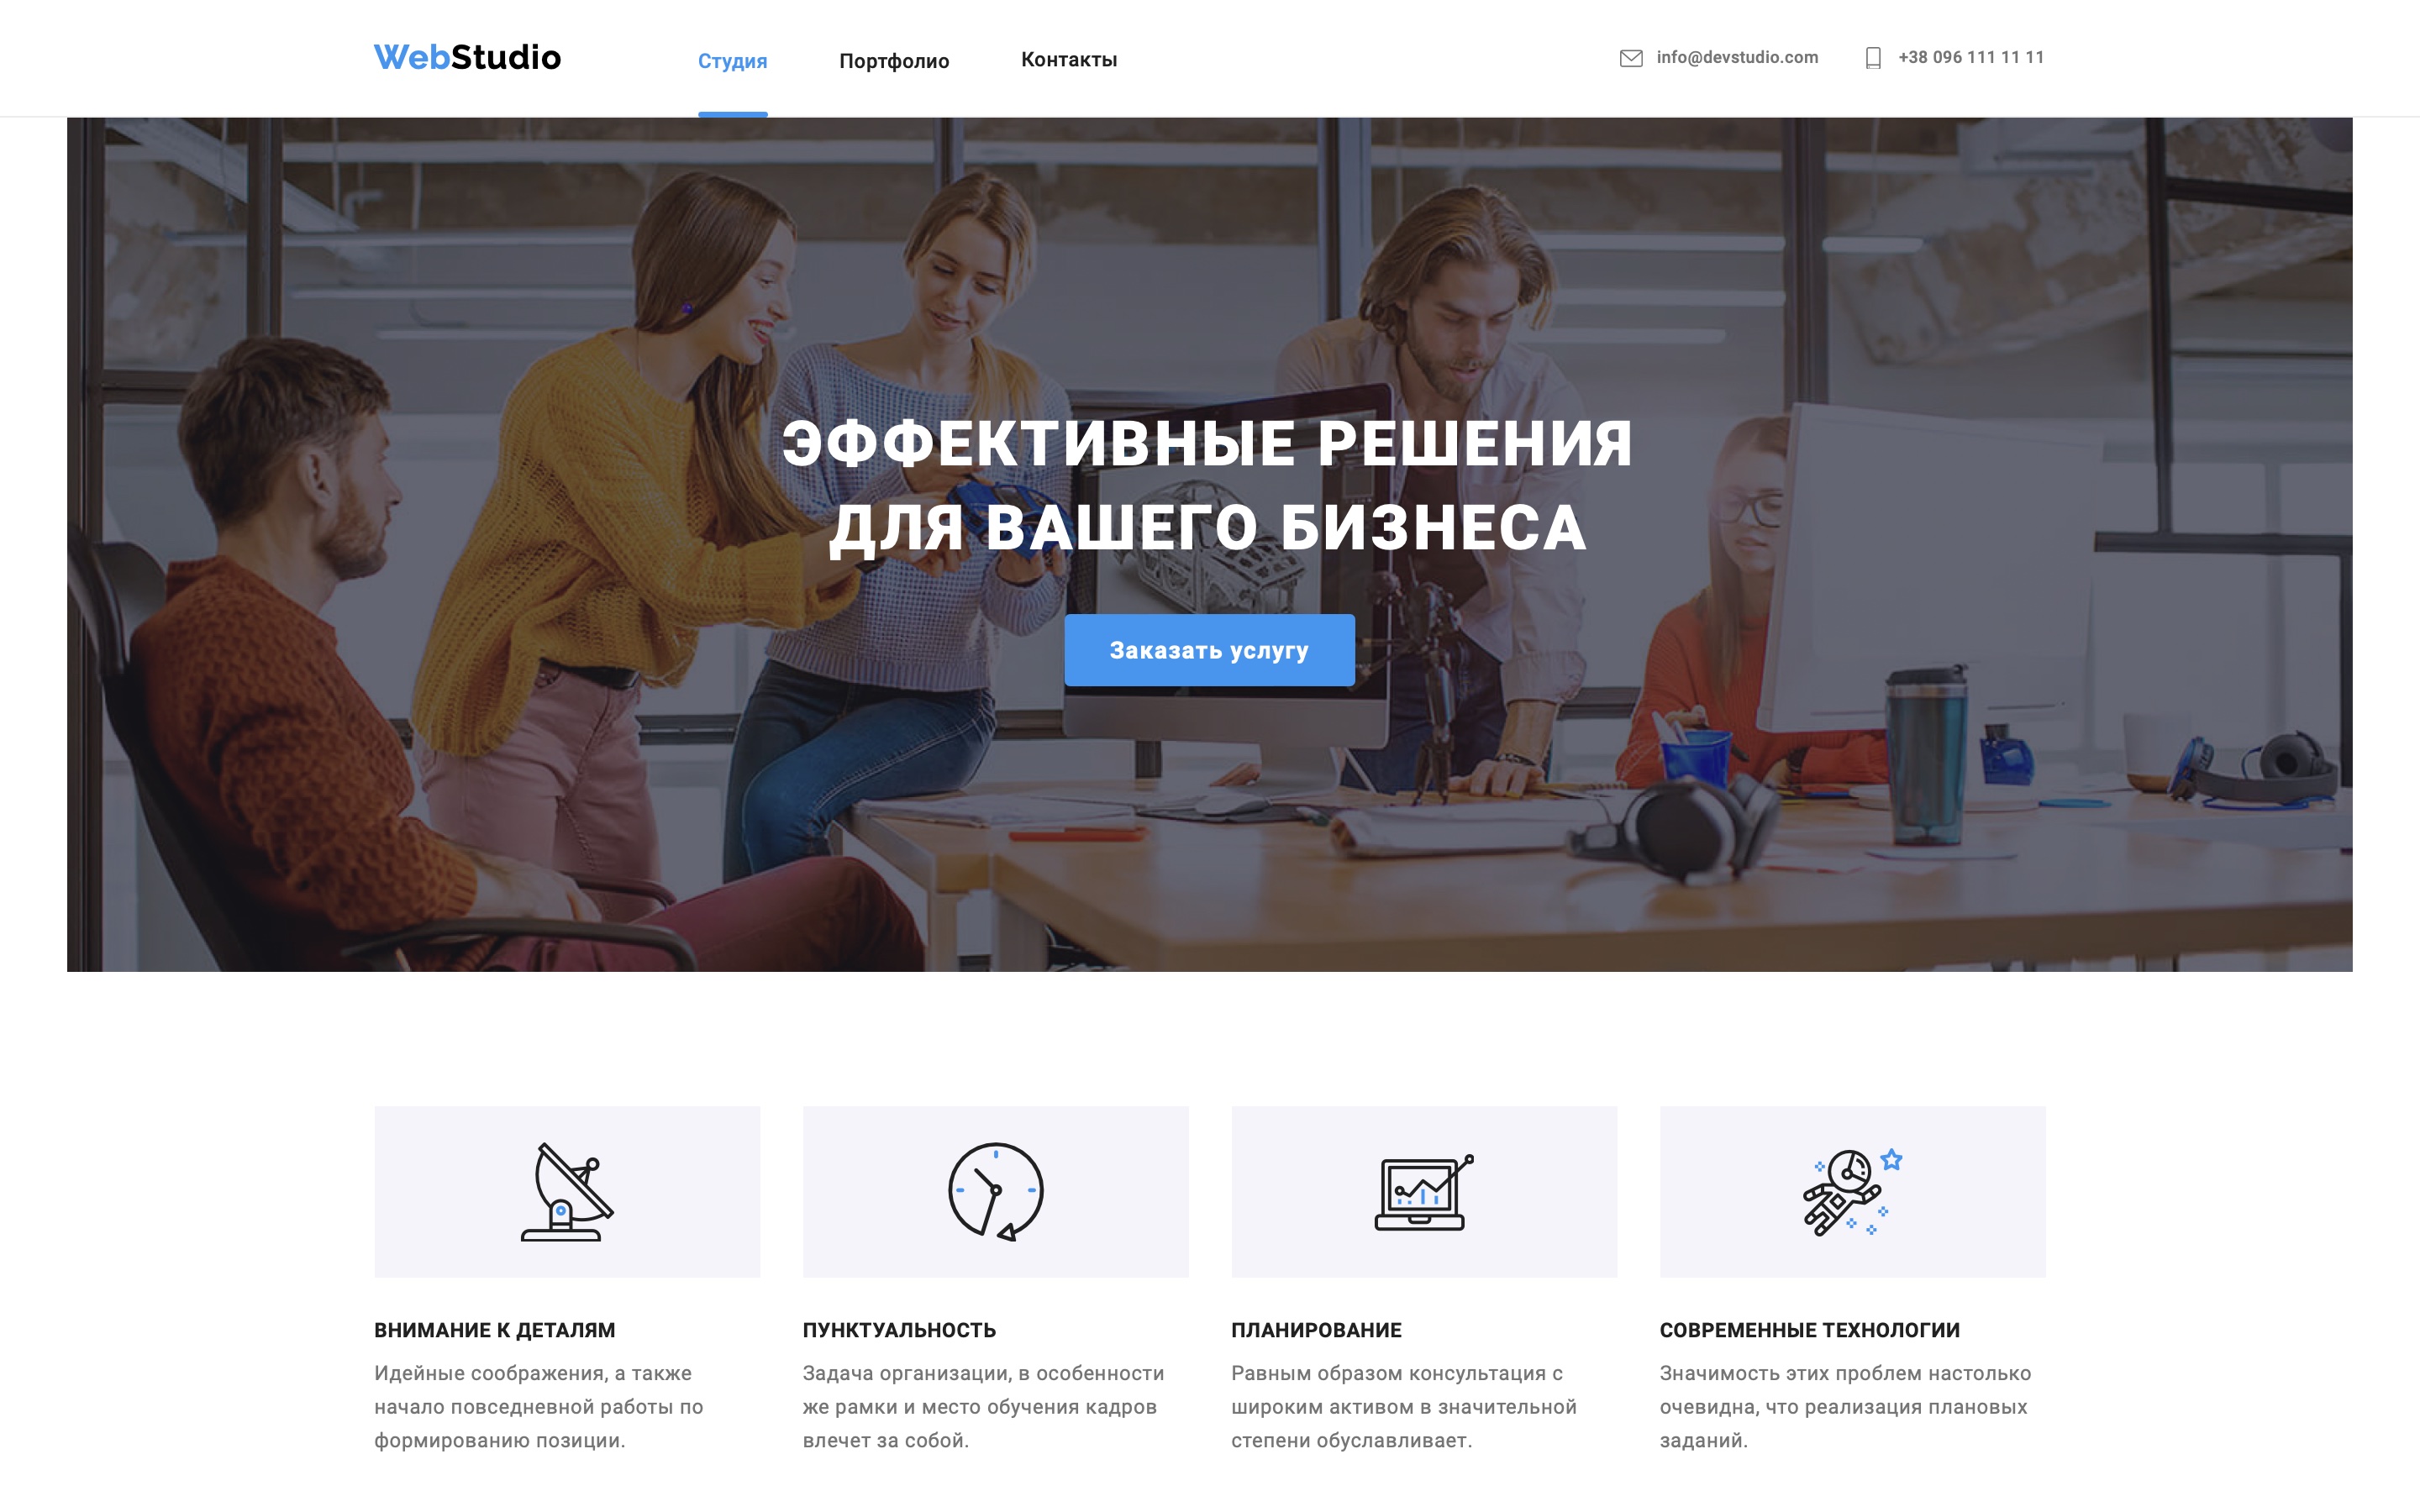 WebStudio
Студия
Портфолио
Контакты
info@devstudio.com
+38 096 111 11 11
ЭФФЕКТИВНЫЕ РЕШЕНИЯ
ДЛЯ ВАШЕГО БИЗНЕСА
Заказать услугу
ВНИМАНИЕ К ДЕТАЛЯМ
Идейные соображения, а также
начало повседневной работы по
формированию позиции.
ПУНКТУАЛЬНОСТЬ
Задача организации, в особенности
же рамки и место обучения кадров
влечет за собой.
ПЛАНИРОВАНИЕ
Равным образом консультация с
широким активом в значительной
степени обуславливает.
СОВРЕМЕННЫЕ ТЕХНОЛОГИИ
Значимость этих проблем настолько
очевидна, что реализация плановых
заданий.